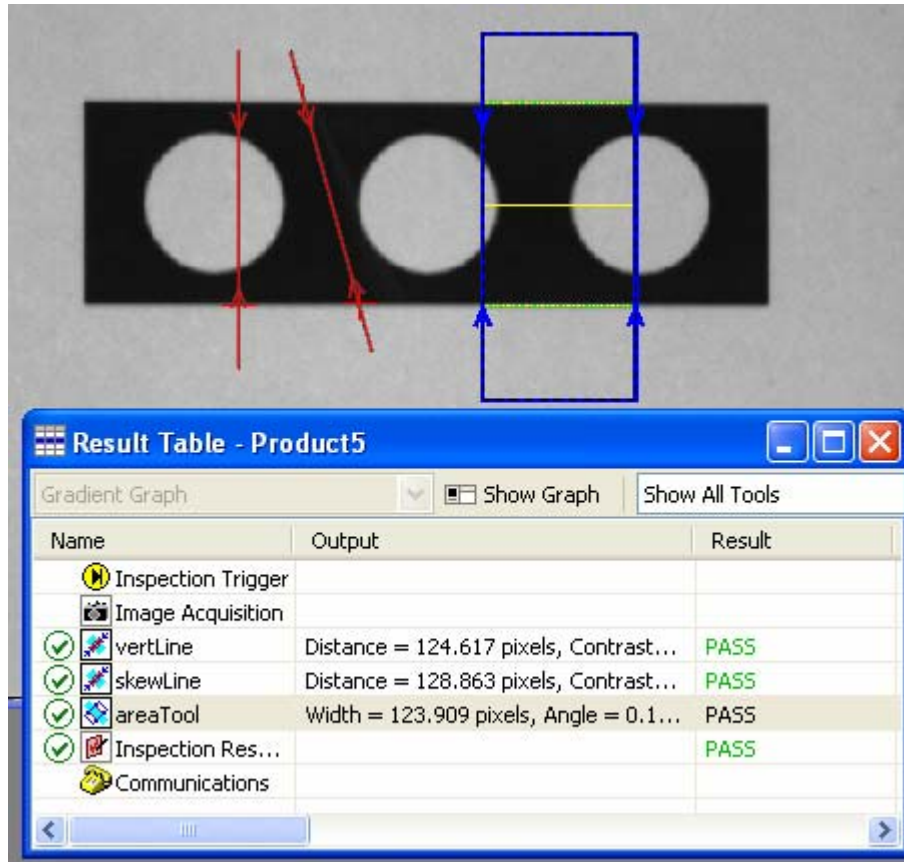 Result Table - Product5
Gradient Graph Show Graph Show All Tools
Name Output Result
Inspection Trigger
Image Acquisition
vertLine Distance = 124.617 pixels, Contrast... PASS
skewLine Distance = 128.863 pixels, Contrast... PASS
areaTool Width = 123.909 pixels, Angle = 0.1... PASS
Inspection Res... PASS
Communications